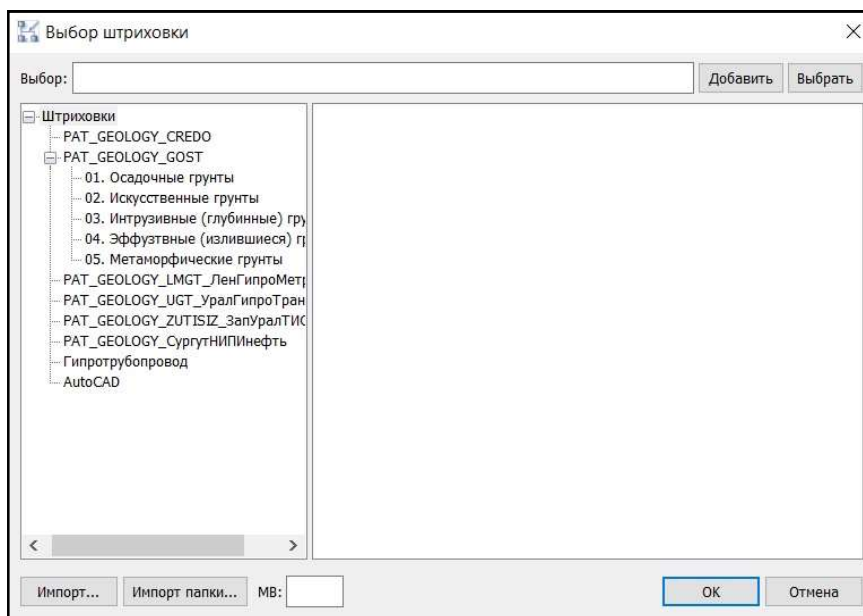 Выбор штриховки
Выбор:
Добавить
Выбрать
Штриховки
PAT_GEOLOGY_CREDO
PAT_GEOLOGY_GOST
01. Осадочные грунты
02. Искусственные грунты
03. Интрузивные (глубинные) гру
04. Эффузтвные (излившиеся) гр
05. Метаморфические грунты
PAT_GEOLOGY_LMGT_ЛенГипроМетр
PAT_GEOLOGY_UGT_УралГипроТран
PAT_GEOLOGY_ZUTISIZ_ЗапУралТИС
PAT_GEOLOGY_СургутНИПИнефть
Гипротрубопровод
AutoCAD
Импорт...
Импорт папки...
МВ:
ОК
Отмена